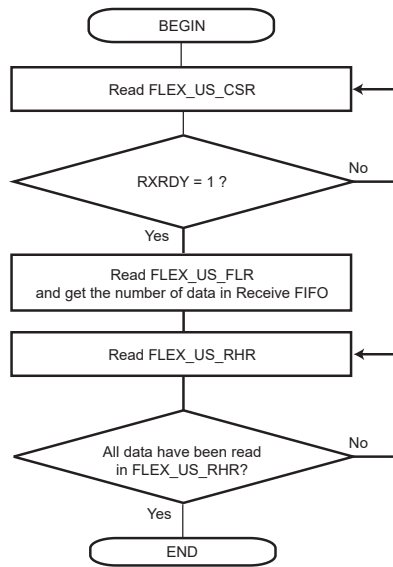 BEGIN
Read FLEX_US_CSR
RXRDY = 1 ?
No
Yes
Read FLEX_US_FLR
and get the number of data in Receive FIFO
Read FLEX_US_RHR
All data have been read
in FLEX_US_RHR?
No
Yes
END